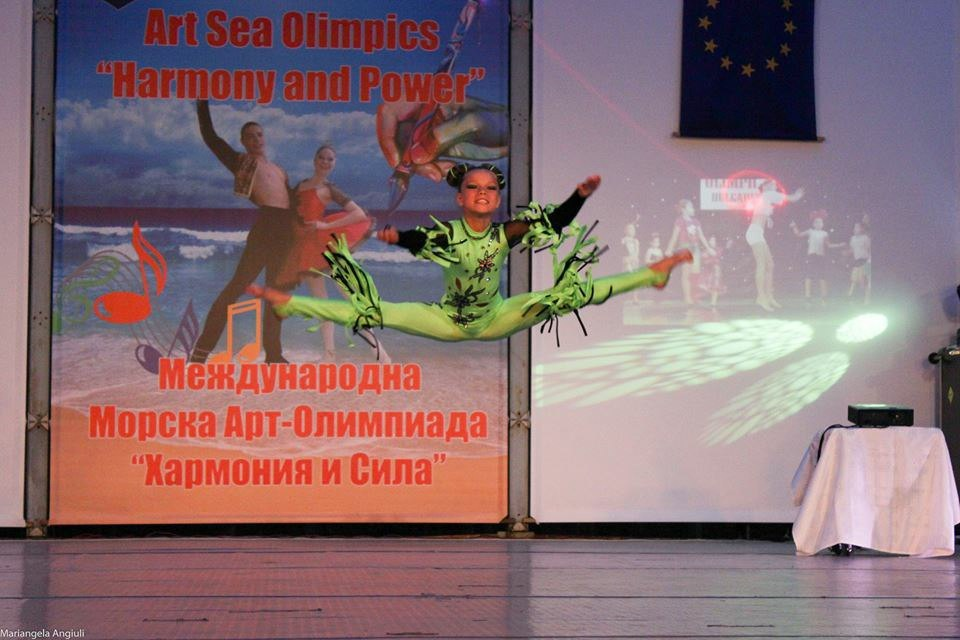 Art Sea Olimpics
“Harmony and Power”
Международна
Морска Арт-Олимпиада
“Хармония и Сила”
Mariangela Angiuli